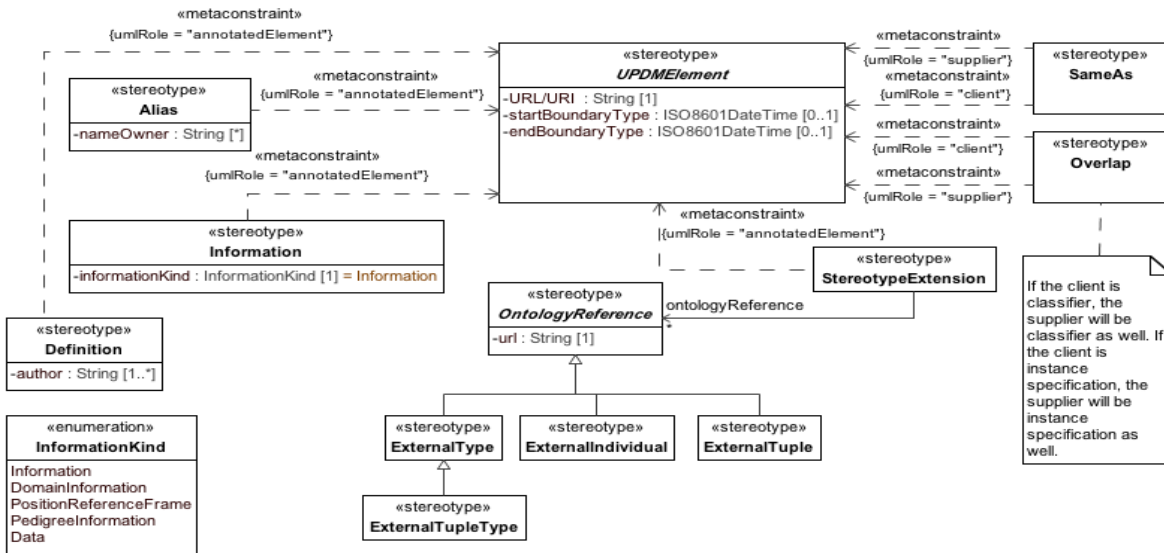 «metaconstraint»
{umlRole = "annotatedElement"}
«stereotype»
Alias
-nameOwner : String [*]
«metaconstraint»
{umlRole = "annotatedElement"}
«stereotype»
UPDMElement
-URL/URI : String [1]
-startBoundaryType : ISO8601DateTime [0..1]
-endBoundaryType : ISO8601DateTime [0..1]
«metaconstraint»
{umlRole = "supplier"}
«metaconstraint»
{umlRole = "client"}
«stereotype»
SameAs
«metaconstraint»
{umlRole = "client"}
«metaconstraint»
{umlRole = "supplier"}
«stereotype»
Overlap
«metaconstraint»
{umlRole = "annotatedElement"}
«stereotype»
Information
-informationKind : InformationKind [1] = Information
«metaconstraint»
{umlRole = "annotatedElement"}
«stereotype»
StereotypeExtension
ontologyReference
*
«stereotype»
OntologyReference
-url : String [1]
If the client is
classifier, the
supplier will be
classifier as well. If
the client is
instance
specification, the
supplier will be
instance
specification as
well.
«stereotype»
Definition
-author : String [1..*]
«enumeration»
InformationKind
Information
DomainInformation
PositionReferenceFrame
PedigreeInformation
Data
«stereotype»
ExternalType
«stereotype»
ExternalIndividual
«stereotype»
ExternalTuple
«stereotype»
ExternalTupleType